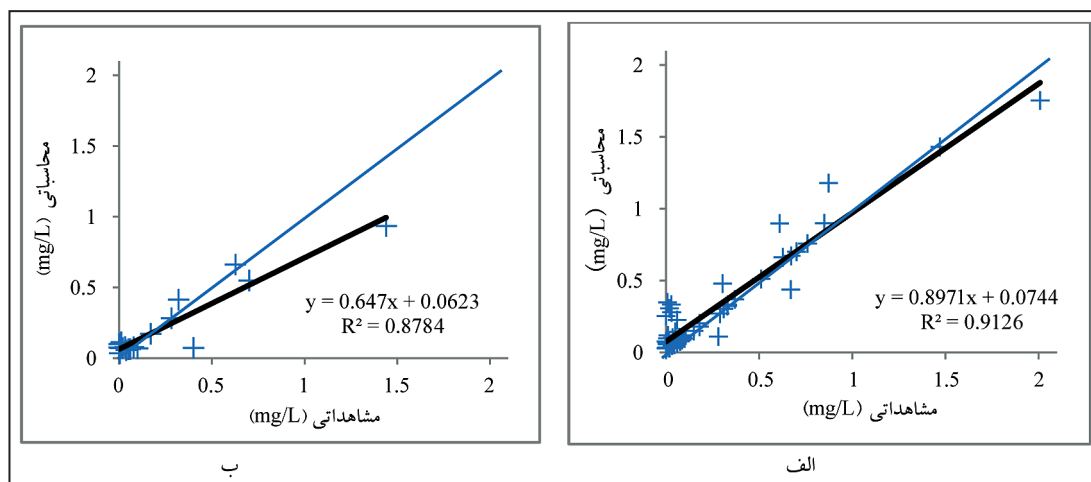 2
1.5
1
0.5
0
محاسباتی (mg/L)
y = 0.8971x + 0.0744
R² = 0.9126
0 0.5 1 1.5 2
مشاهداتی (mg/L)
الف
2
1.5
1
0.5
0
محاسباتی (mg/L)
y = 0.647x + 0.0623
R² = 0.8784
0 0.5 1 1.5 2
مشاهداتی (mg/L)
ب